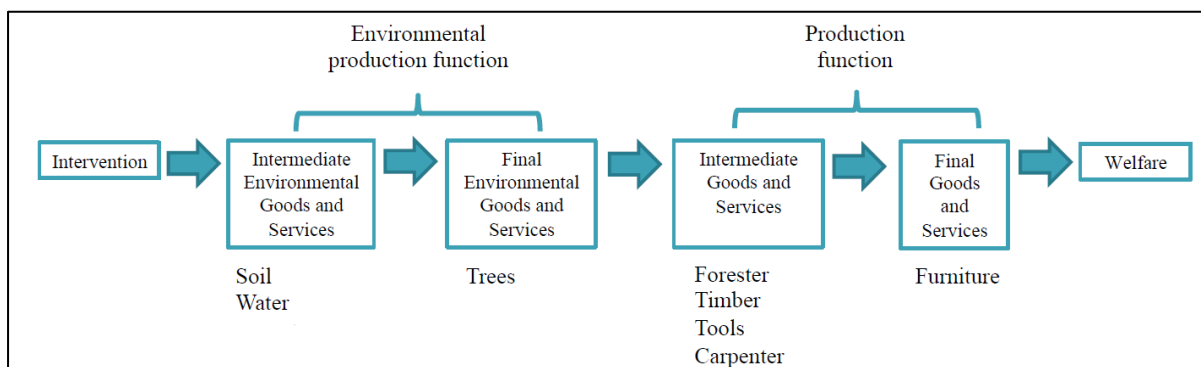 Environmental
production function
Production
function
Intervention
Intermediate
Environmental
Goods and
Services
Final
Environmental
Goods and
Services
Intermediate
Goods and
Services
Final
Goods
and
Services
Welfare
Soil
Water
Trees
Forester
Timber
Tools
Carpenter
Furniture